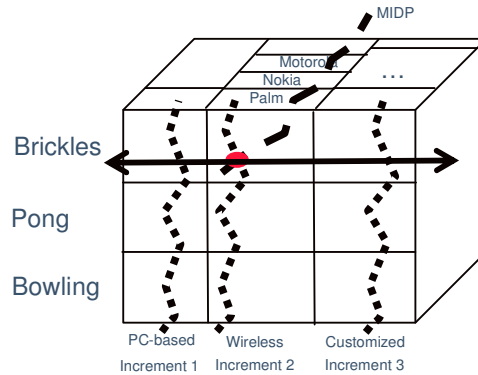 MIDP
Motorola
Nokia
...
Palm
Brickles
Pong
Bowling
PC-based Wireless Customized
Increment 1 Increment 2 Increment 3